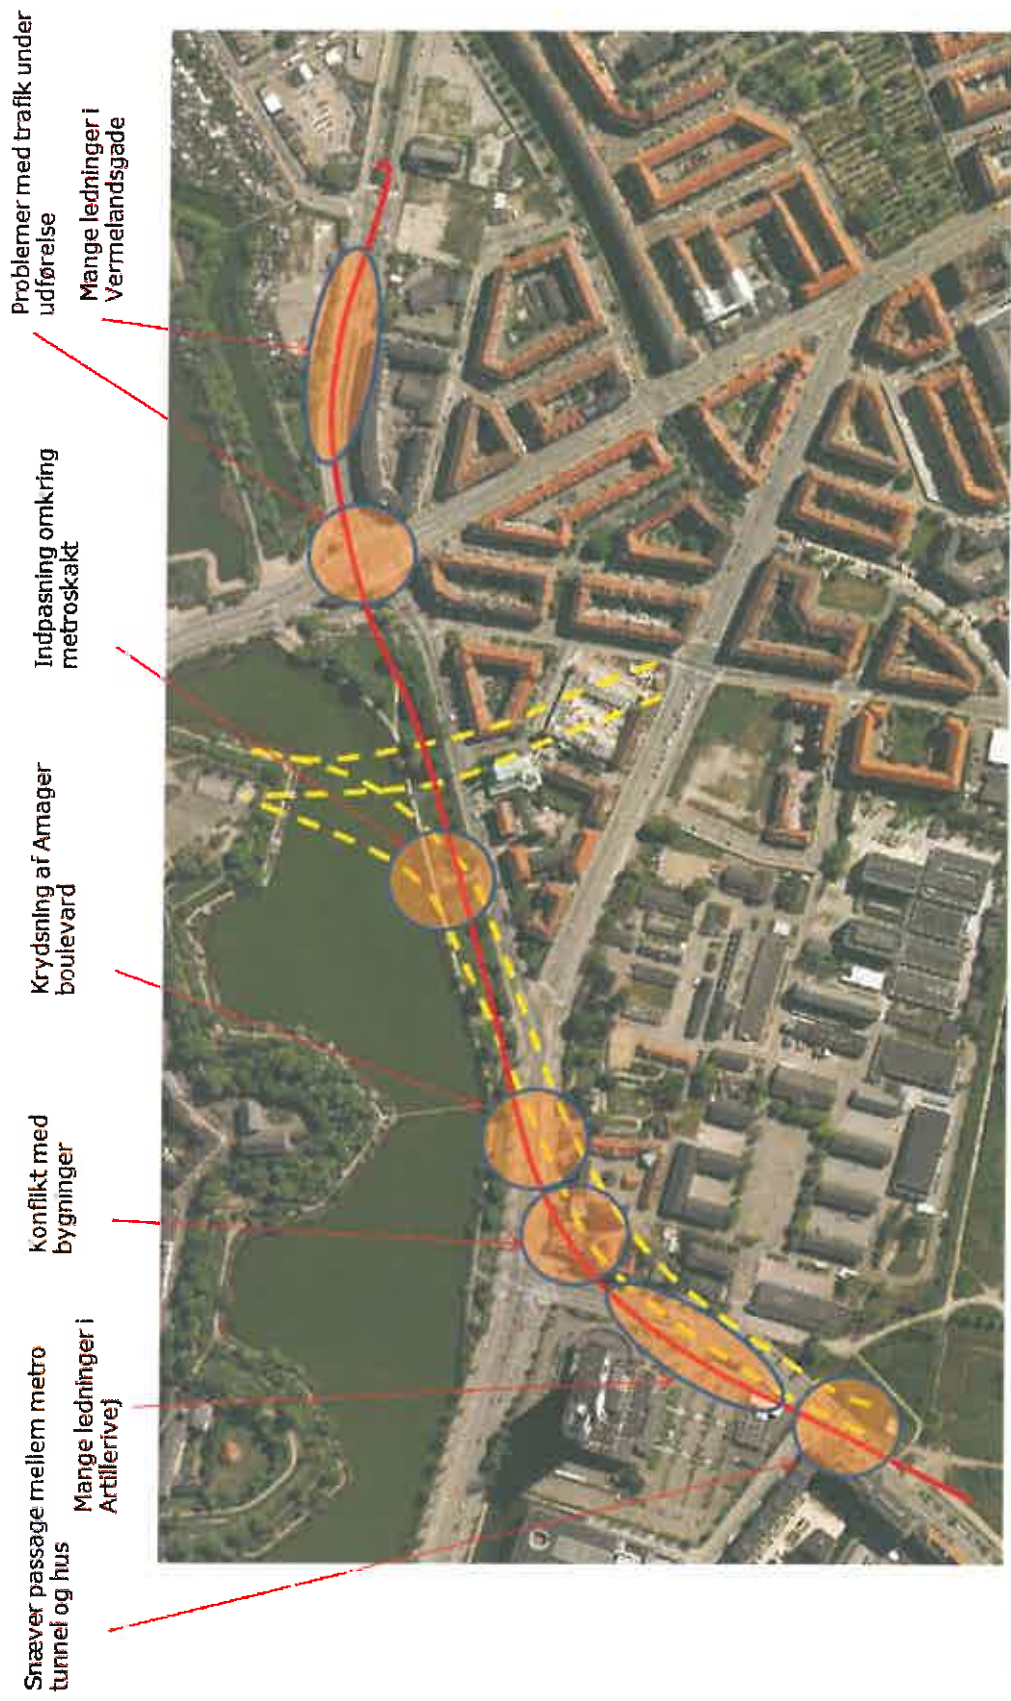 Snæver passage mellem metro
tunnel og hus
Mange ledninger i
Artillerivej
Konflikt med
bygninger
Krydsning af Amager
boulevard
Indpasning omkring
metroskakt
Problemer med trafik under
udførelse
Mange ledninger i
Vermelandsgade